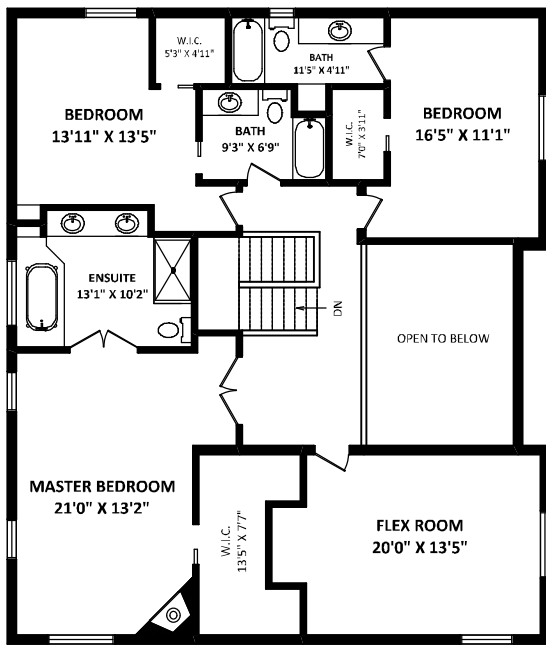 W.I.C.
5'3" X 4'11"
BATH
11'5" X 4'11"
BEDROOM
13'11" X 13'5"
BATH
9'3" X 6'9"
W.I.C.
7'0" X 3'11"
BEDROOM
16'5" X 11'1"
ENSUITE
13'1" X 10'2"
DN
OPEN TO BELOW
MASTER BEDROOM
21'0" X 13'2"
W.I.C.
13'5" X 7'7"
FLEX ROOM
20'0" X 13'5"